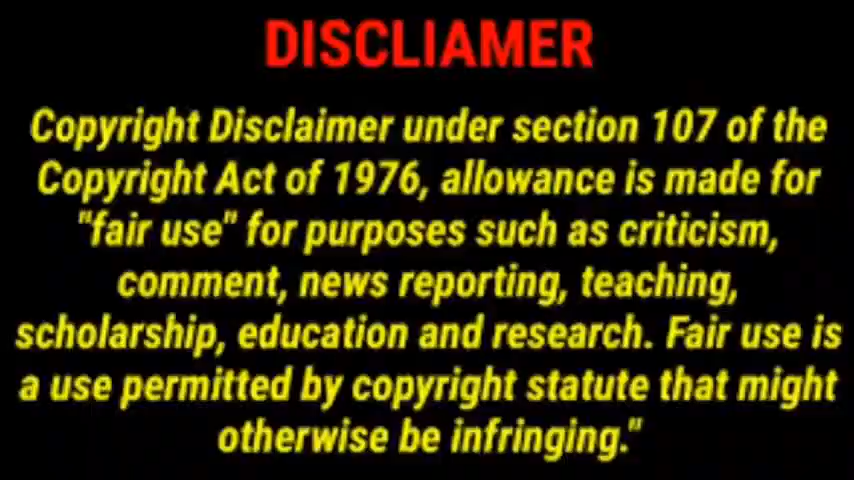 DISCLIAMER
Copyright Disclaimer under section 107 of the
Copyright Act of 1976, allowance is made for
"fair use" for purposes such as criticism,
comment, news reporting, teaching,
scholarship, education and research. Fair use is
a use permitted by copyright statute that might
otherwise be infringing."